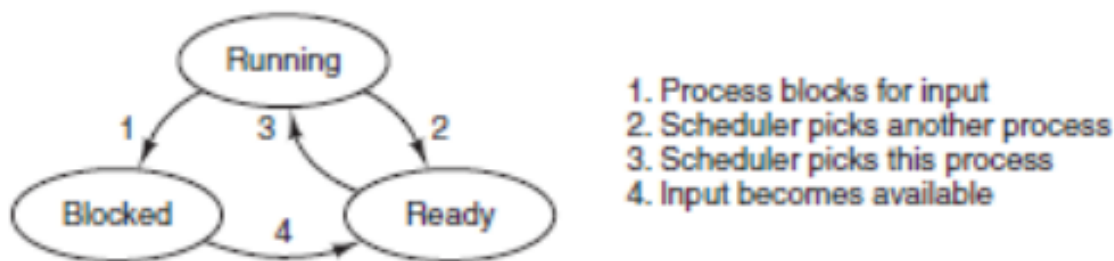 Running
1
3
2
Blocked
4
Ready
1. Process blocks for input
2. Scheduler picks another process
3. Scheduler picks this process
4. Input becomes available